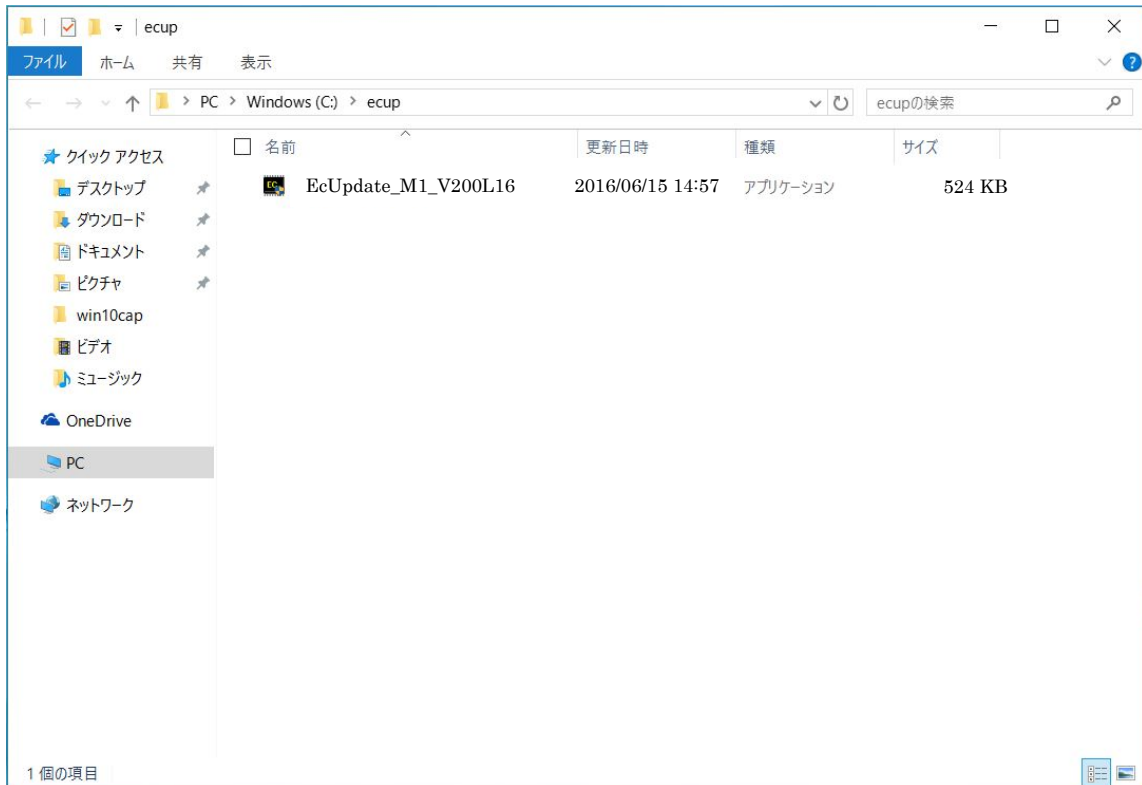 ecup
ファイル ホーム 共有 表示
PC > Windows (C:) > ecup ecupの検索
名前 更新日時 種類 サイズ
EcUpdate_M1_V200L16 2016/06/15 14:57 アプリケーション 524 KB
クイック アクセス
デスクトップ
ダウンロード
ドキュメント
ピクチャ
win10cap
ビデオ
ミュージック
OneDrive
PC
ネットワーク
1 個の項目